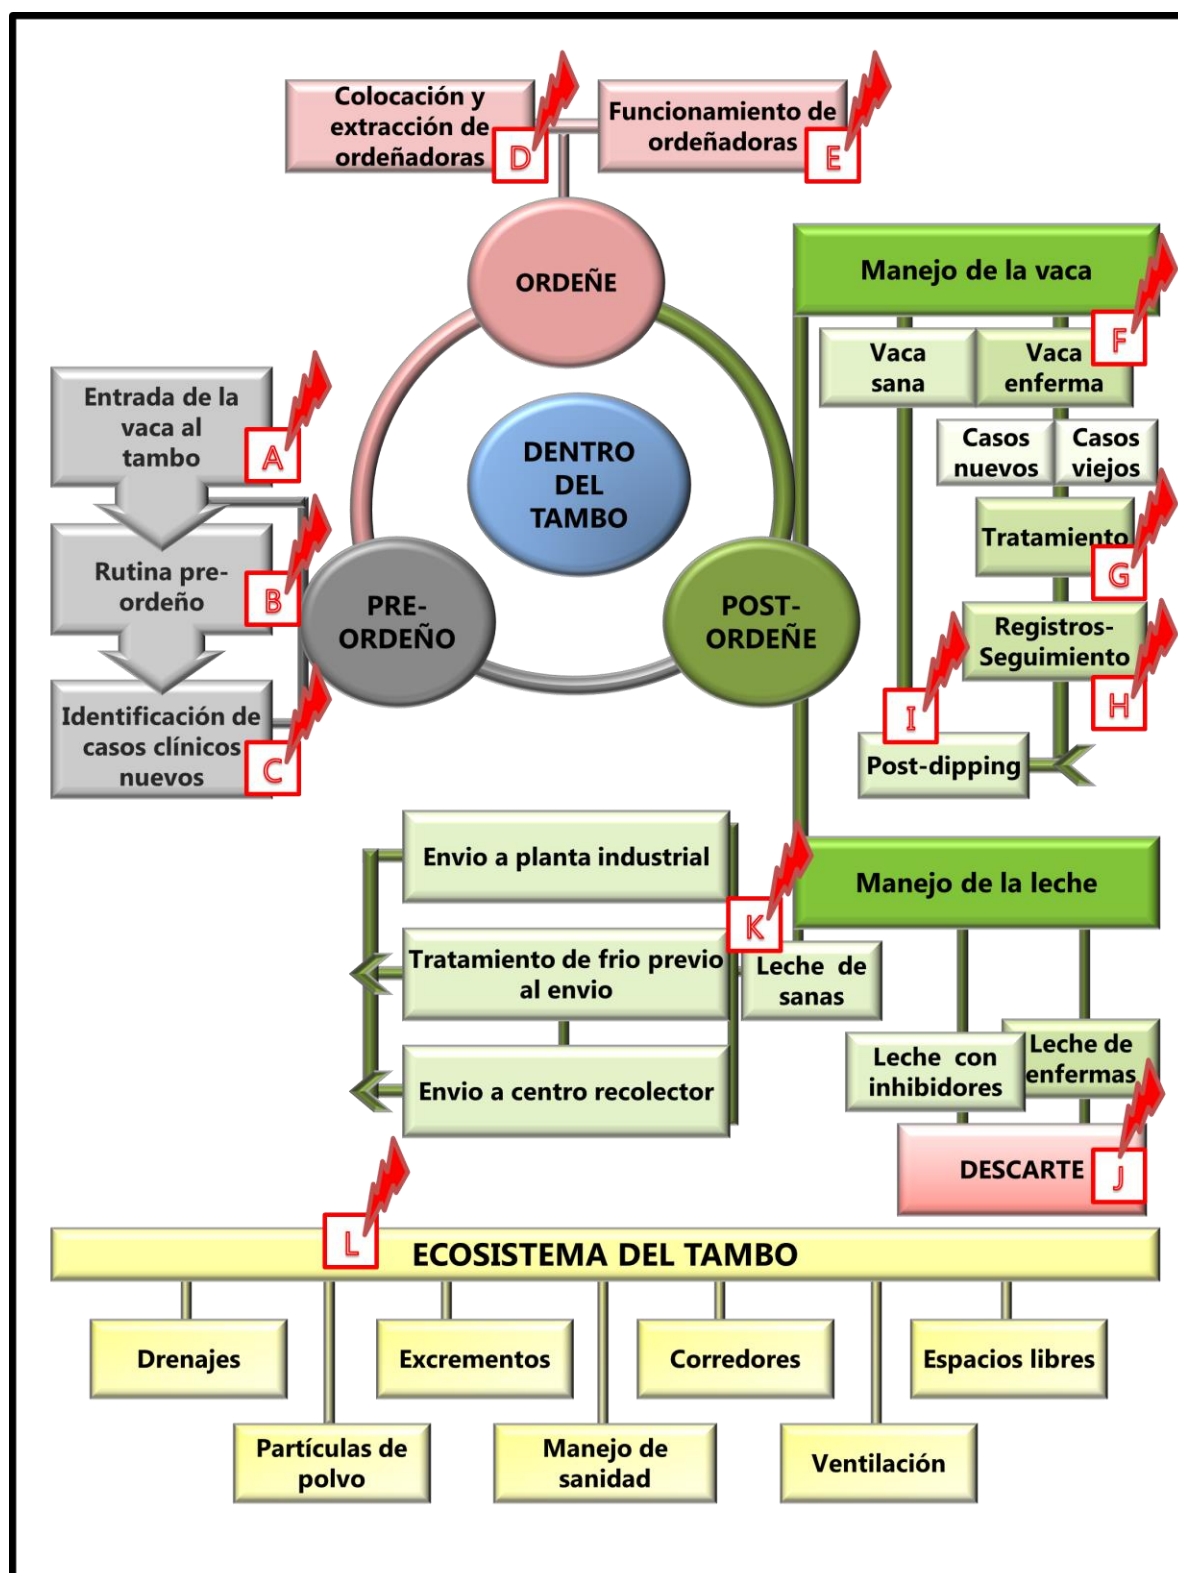 Colocación y
extracción de
ordeñadoras
D
Funcionamiento de
ordeñadoras
E
ORDEÑE
Manejo de la vaca
F
Vaca
sana
Vaca
enferma
Entrada de la
vaca al
tambo
A
DENTRO
DEL
TAMBO
Casos
nuevos
Casos
viejos
Tratamiento
G
Rutina pre-
ordeño
B
PRE-
ORDEÑO
POST-
ORDEÑE
Registros-
Seguimiento
H
I
Identificación de
casos clínicos
nuevos
C
Post-dipping
Envio a planta industrial
Manejo de la leche
K
Tratamiento de frio previo
al envio
Leche de
sanas
Envio a centro recolector
Leche con
inhibidores
Leche de
enfermas
DESCARTE
J
L
ECOSISTEMA DEL TAMBO
Drenajes
Excrementos
Corredores
Espacios libres
Partículas de
polvo
Manejo de
sanidad
Ventilación